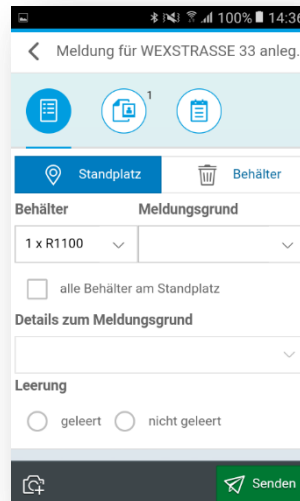 100% 14:36
Meldung für WEXSTRASSE 33 anleg.
1
Standplatz Behälter
Behälter Meldungsgrund
1 x R1100
alle Behälter am Standplatz
Details zum Meldungsgrund
Leerung
geleert nicht geleert
Senden